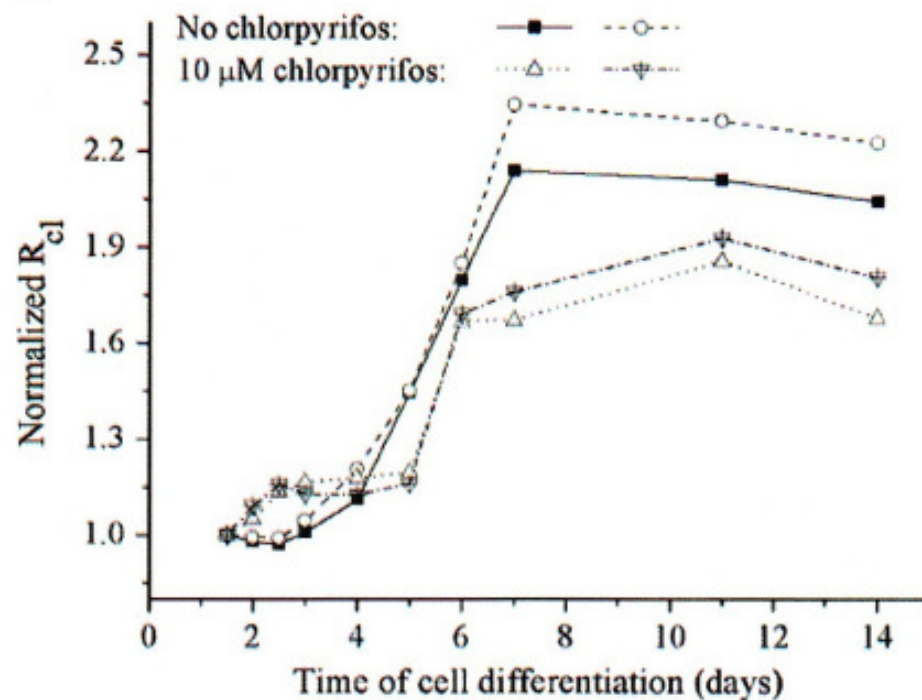 No chlorpyrifos:
10 μM chlorpyrifos:
2.5
2.2
1.9
1.6
1.3
1.0
Normalized R_cl
0 2 4 6 8 10 12 14
Time of cell differentiation (days)